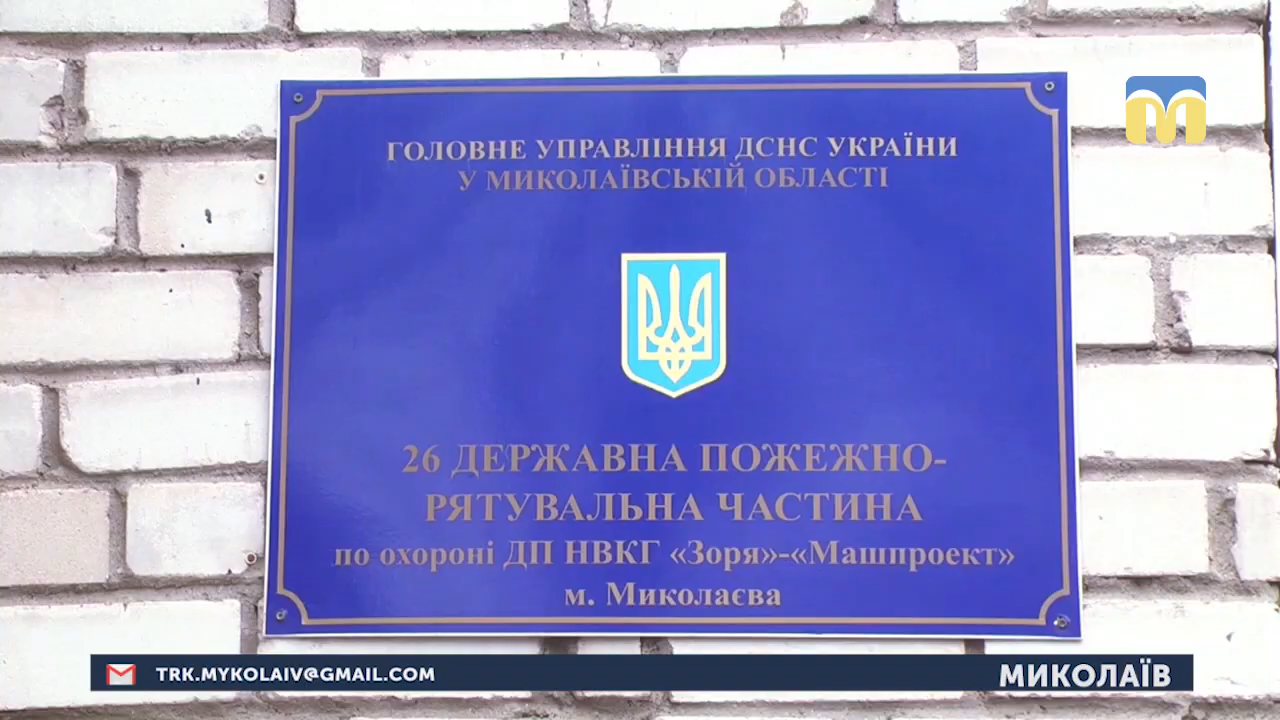 ГОЛОВНЕ УПРАВЛІННЯ ДСНС УКРАЇНИ
У МИКОЛАЇВСЬКІЙ ОБЛАСТІ
26 ДЕРЖАВНА ПОЖЕЖНО-
РЯТУВАЛЬНА ЧАСТИНА
по охороні ДП НВКГ «Зоря»-«Машпроект»
м. Миколаєва
TRK.MYKOLAIV@GMAIL.COM
МИКОЛАЇВ